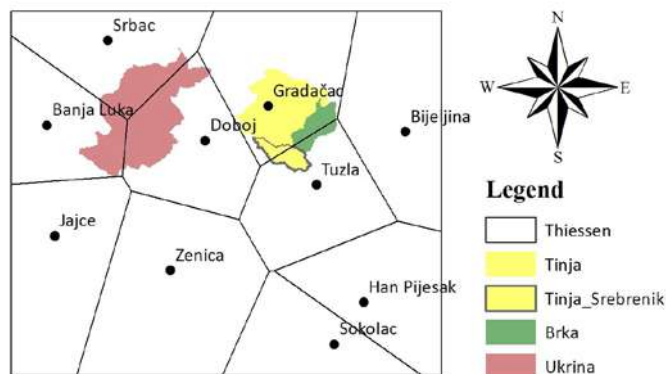 Srbac
Banja Luka
Gradačac
Doboj
Bijeljina
Tuzla
Jajce
Zenica
Han Pijesak
Sokolac
N
W
E
S
Legend
Thiessen
Tinja
Tinja_Srebrenik
Brka
Ukrina